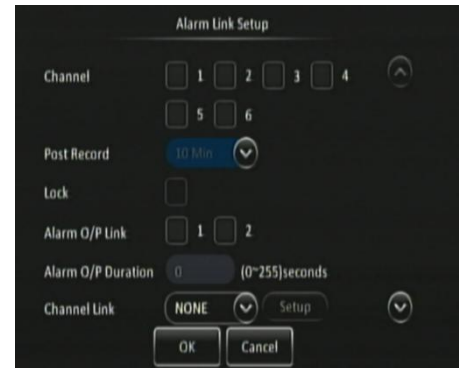 Alarm Link Setup
Channel 1 2 3 4
5 6
Post Record 10 Min
Lock
Alarm O/P Link 1 2
Alarm O/P Duration 0 (0~255)seconds
Channel Link NONE Setup
OK Cancel